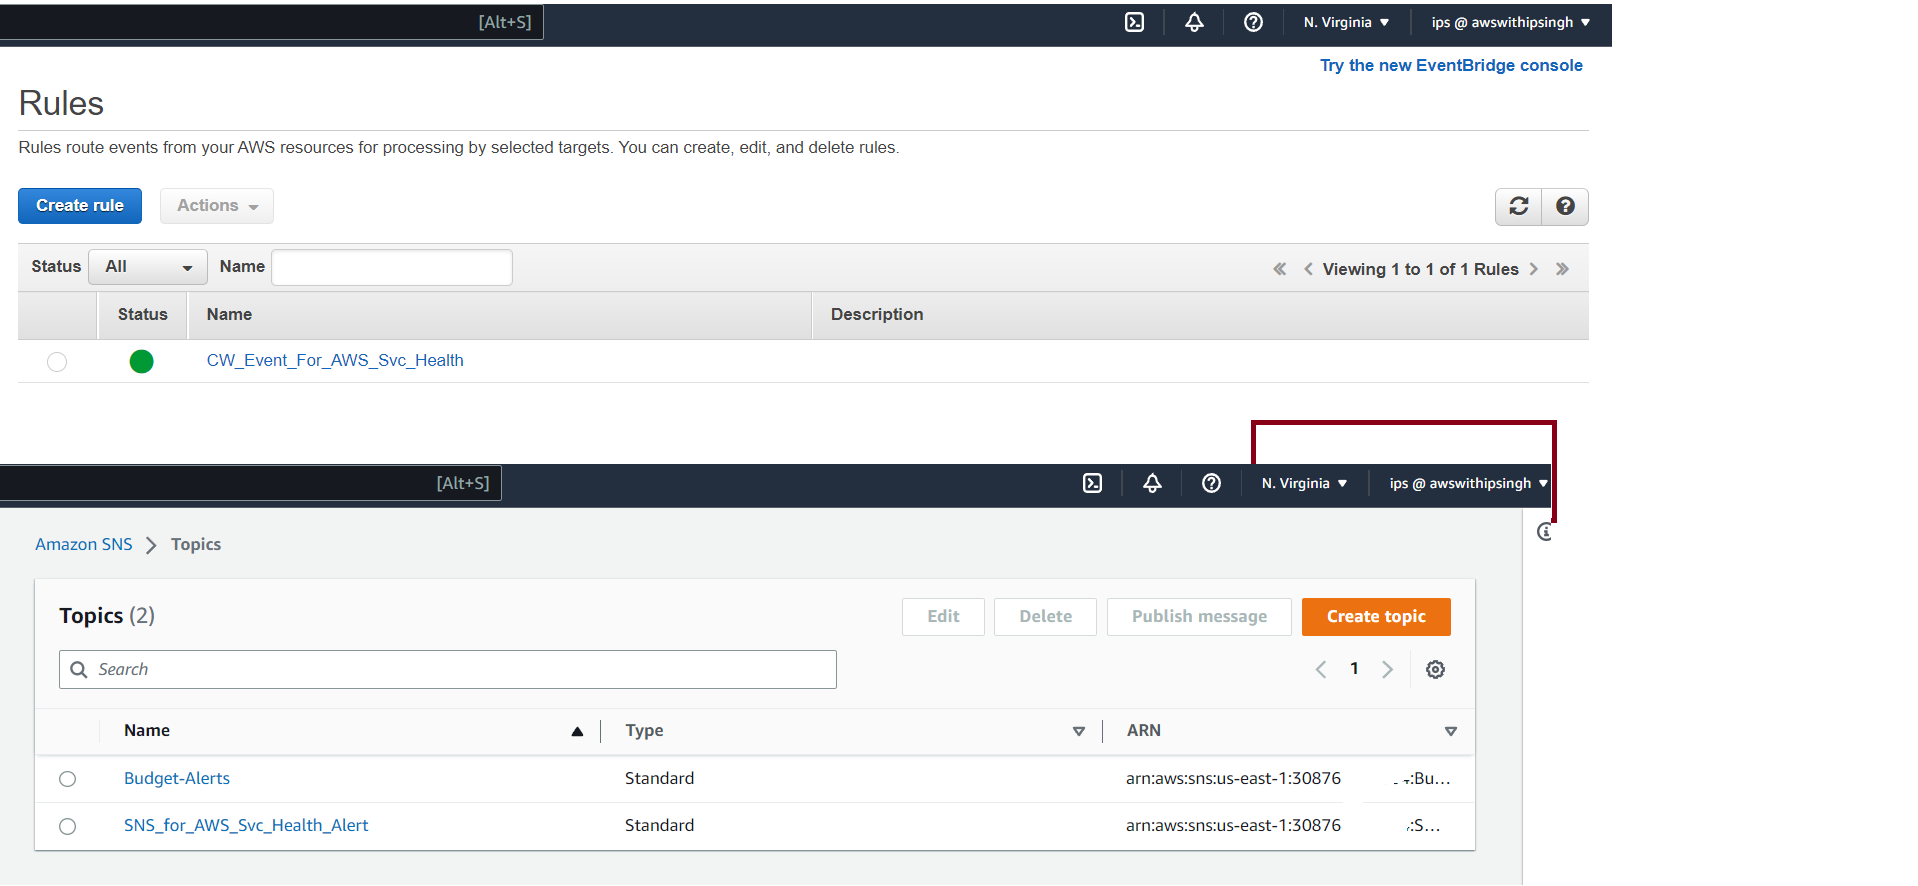 [Alt+S] N. Virginia ips @ awswithipsingh
Try the new EventBridge console
Rules
Rules route events from your AWS resources for processing by selected targets. You can create, edit, and delete rules.
Create rule Actions
Status All Name Viewing 1 to 1 of 1 Rules
Status Name Description
CW_Event_For_AWS_Svc_Health
[Alt+S] N. Virginia ips @ awswithipsingh
Amazon SNS Topics
Topics (2) Edit Delete Publish message Create topic
Search 1
Name Type ARN
Budget-Alerts Standard arn:aws:sns:us-east-1:30876 :Bu...
SNS_for_AWS_Svc_Health_Alert Standard arn:aws:sns:us-east-1:30876 :S...